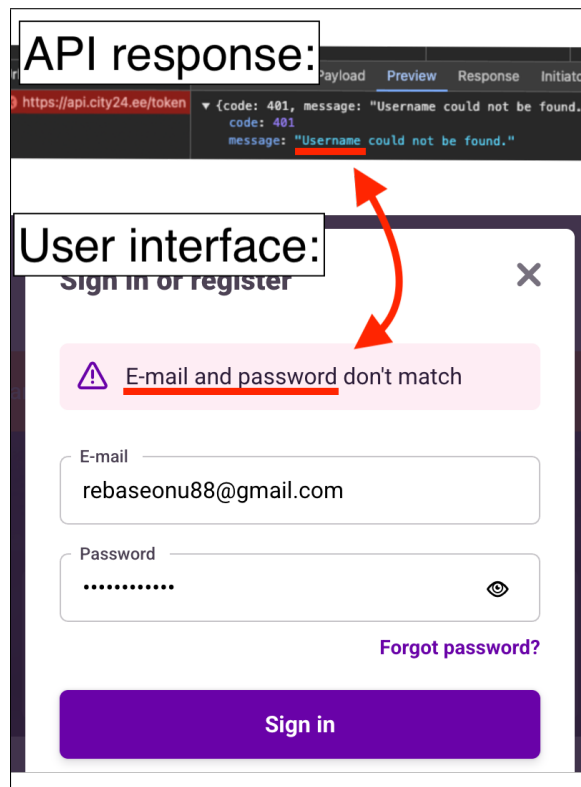 API response:
Payload Preview Response Initiato
https://api.city24.ee/token
▼ {code: 401, message: "Username could not be found.
code: 401
message: "Username could not be found."
User interface:
Sign in or register
E-mail and password don't match
E-mail
rebaseonu88@gmail.com
Password
••••••••••••
Forgot password?
Sign in